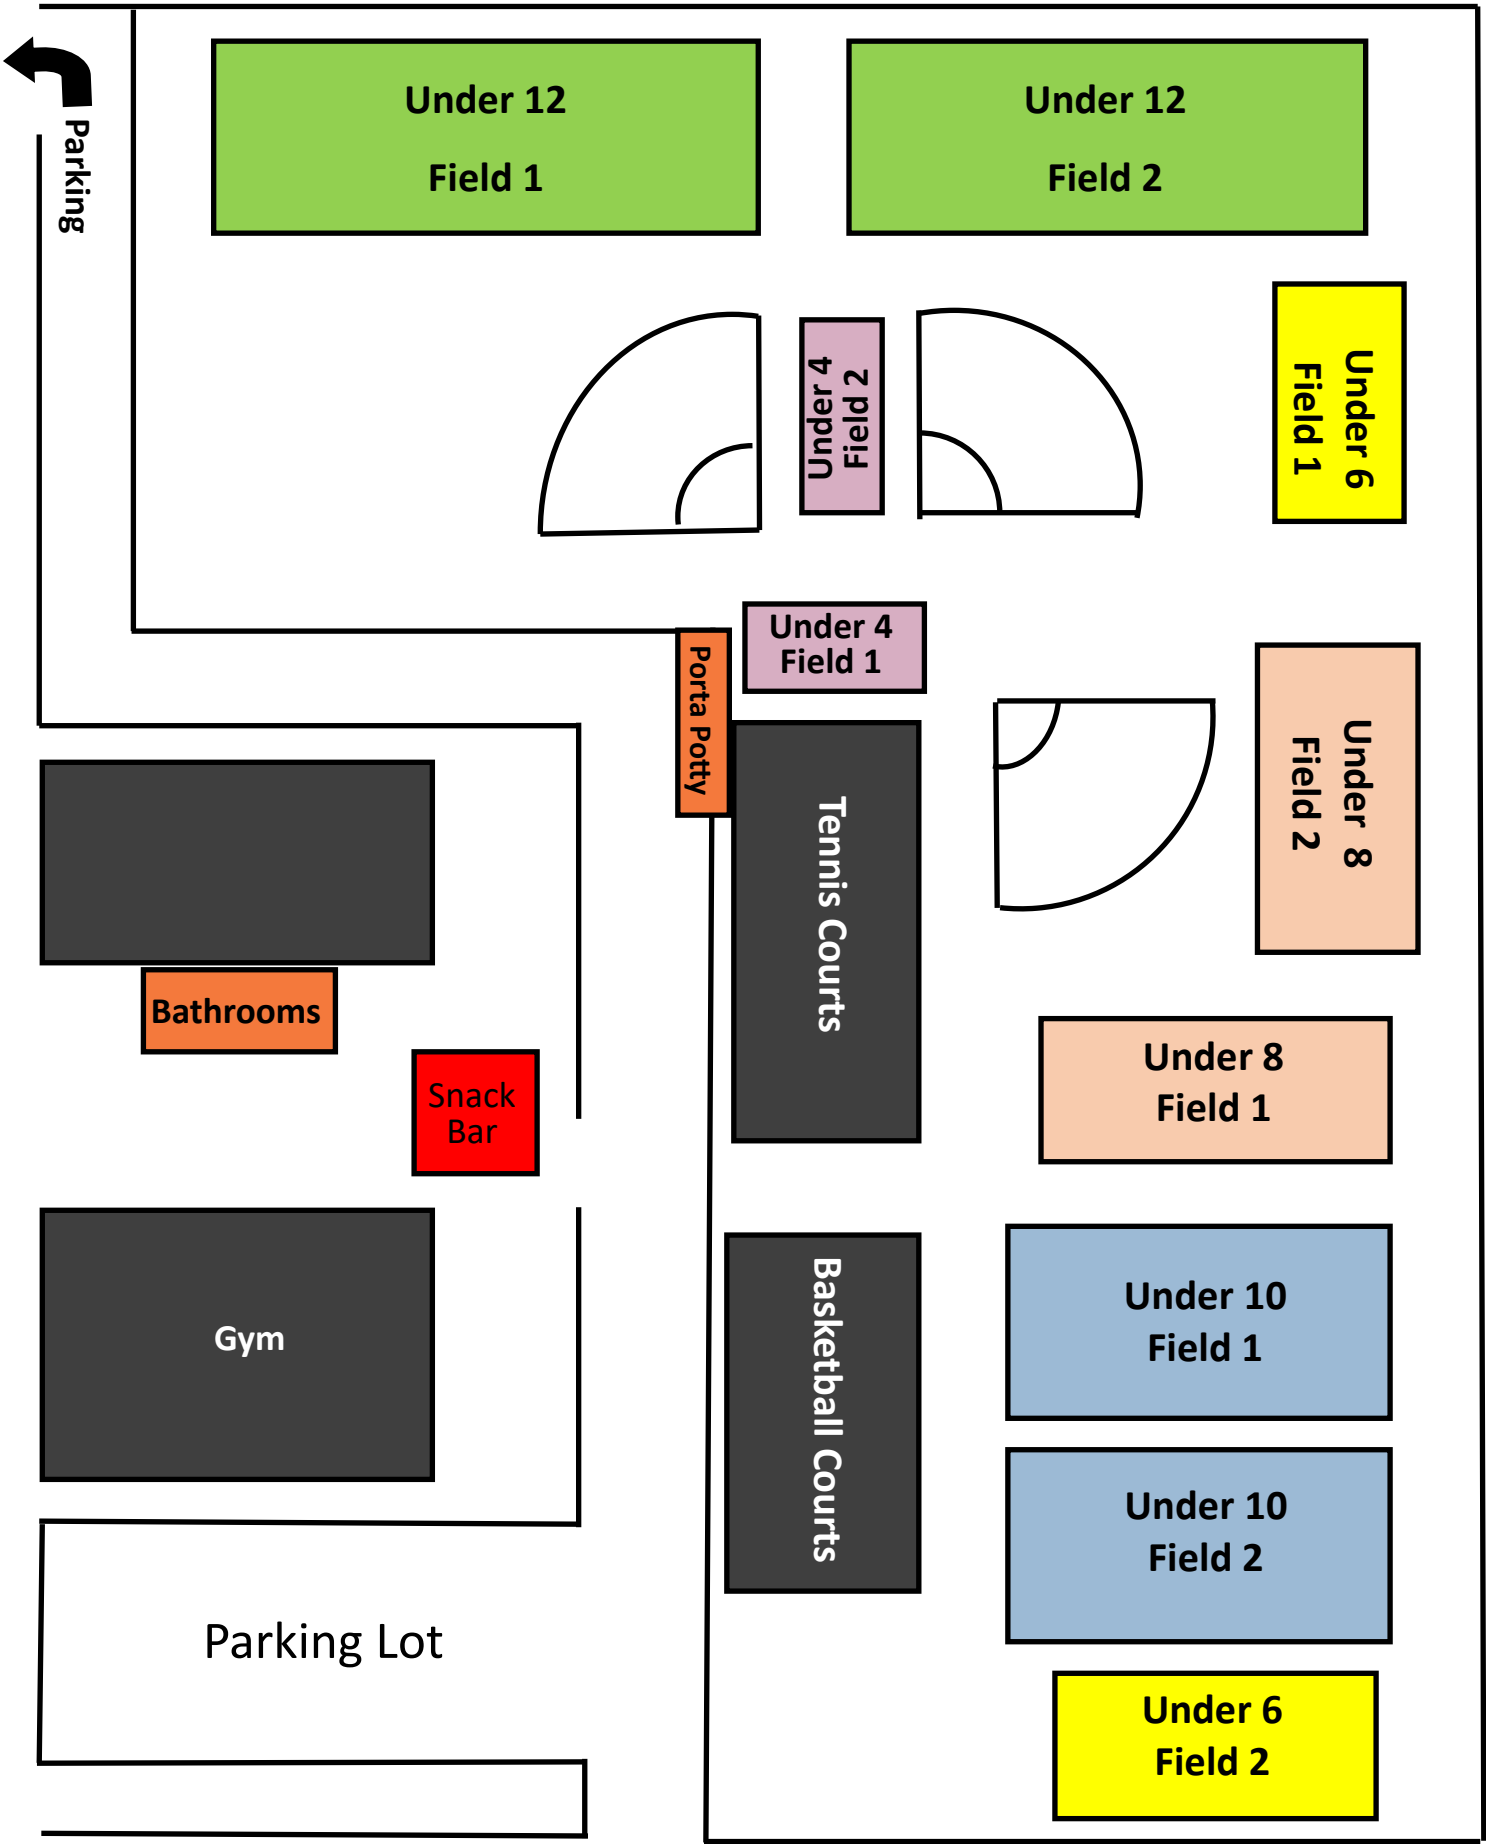 Parking
Under 12
Field 1
Under 12
Field 2
Under 4
Field 2
Under 6
Field 1
Under 4
Field 1
Porta Potty
Under 8
Field 2
Tennis Courts
Bathrooms
Snack
Bar
Under 8
Field 1
Gym
Basketball Courts
Under 10
Field 1
Under 10
Field 2
Parking Lot
Under 6
Field 2